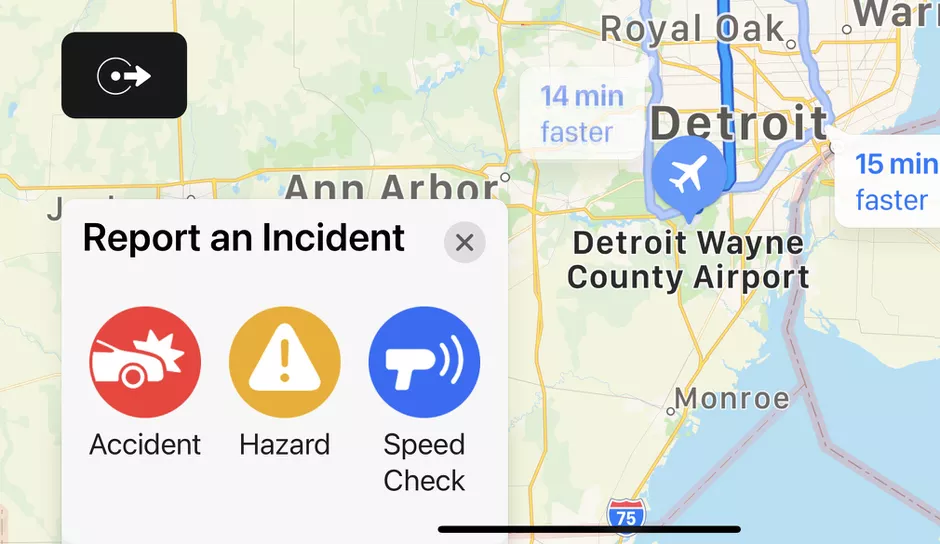 Royal Oak
Warr
14 min
faster
Detroit
15 min
faster
Ann Arbor
J
Report an Incident
Detroit Wayne
County Airport
Accident
Hazard
Speed
Check
Monroe
75